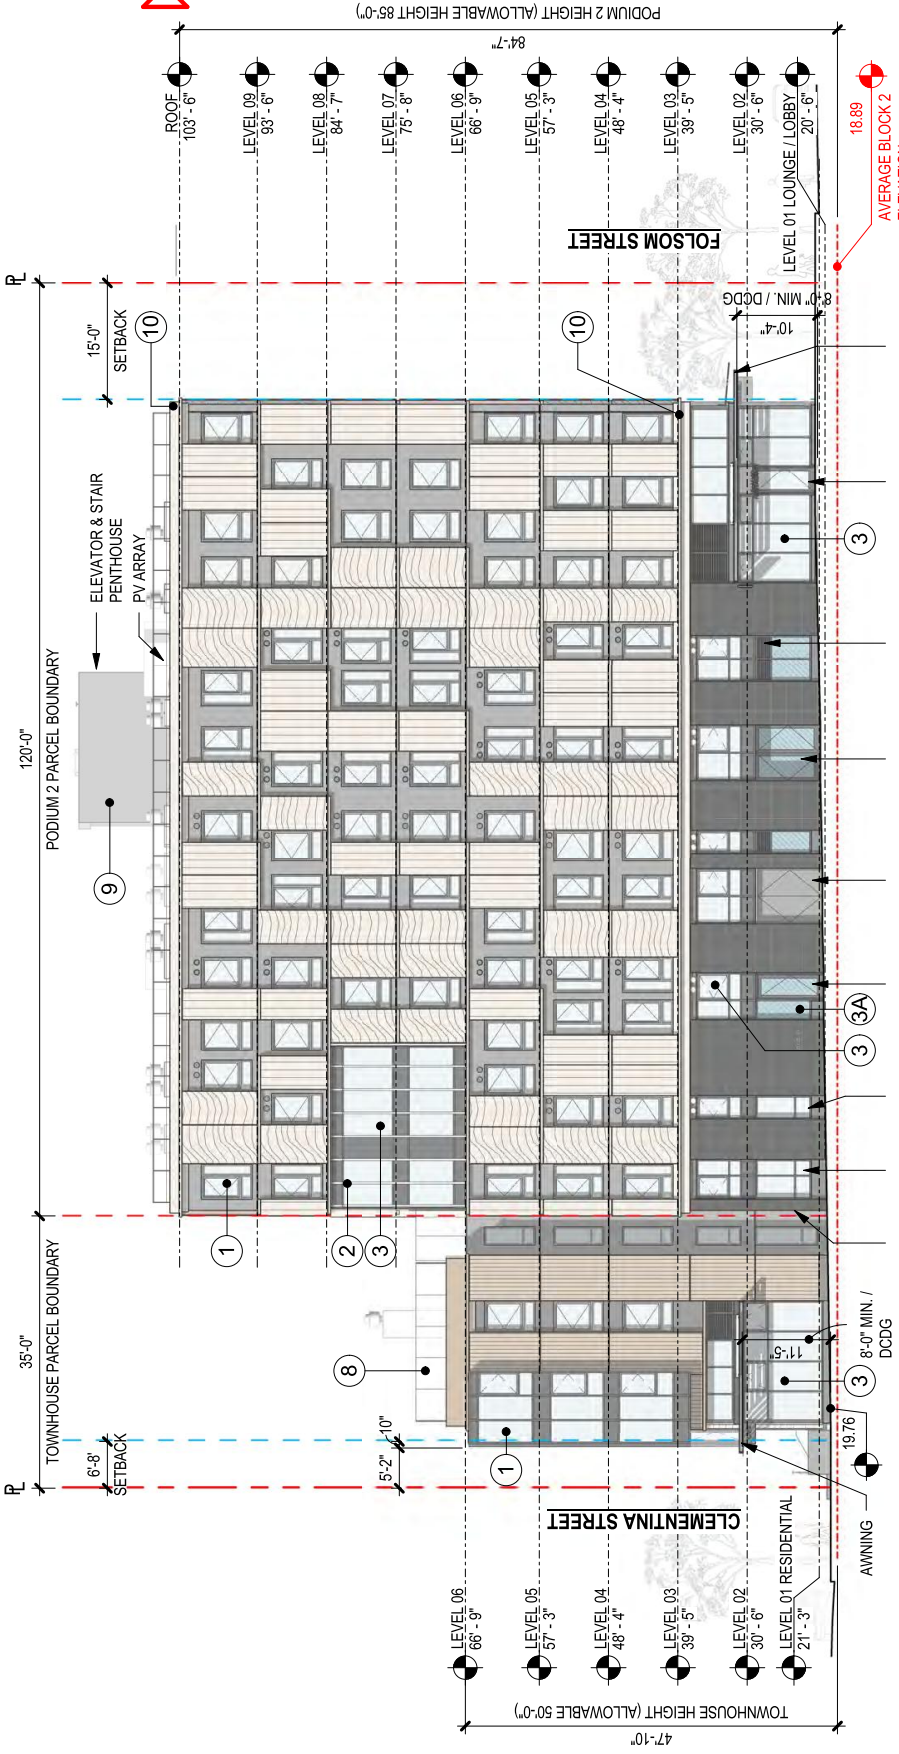 PODIUM 2 HEIGHT (ALLOWABLE HEIGHT 85'-0")
84'-7"
ROOF
103' - 6"
LEVEL 09
93' - 6"
LEVEL 08
84' - 7"
LEVEL 07
75' - 8"
LEVEL 06
66' - 9"
LEVEL 05
57' - 3"
LEVEL 04
48' - 4"
LEVEL 03
39' - 5"
LEVEL 02
30' - 6"
LEVEL 01 LOUNGE / LOBBY
20' - 6"
18.89
AVERAGE BLOCK 2
FOLSOM STREET
PL
15'-0"
SETBACK
10
10
8'-0" MIN. / DCDG
10'-4"
120'-0"
PODIUM 2 PARCEL BOUNDARY
ELEVATOR & STAIR
PENTHOUSE
PV ARRAY
9
3
3A
3
1
2
3
35'-0"
TOWNHOUSE PARCEL BOUNDARY
8
6'-8'
SETBACK
5'-2"
10"
1
3
11'-5"
8'-0" MIN. /
DCDG
19.76
AWNING
PL
CLEMENTINA STREET
LEVEL 06
66' - 9"
LEVEL 05
57' - 3"
LEVEL 04
48' - 4"
LEVEL 03
39' - 5"
LEVEL 02
30' - 6"
LEVEL 01 RESIDENTIAL
21' - 3"
TOWNHOUSE HEIGHT (ALLOWABLE 50'-0")
47'-10"